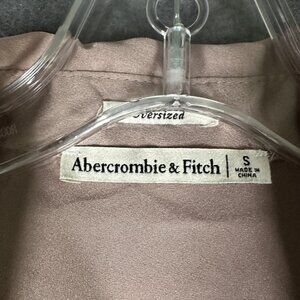 Oversized
Abercrombie & Fitch
S
MADE IN
CHINA